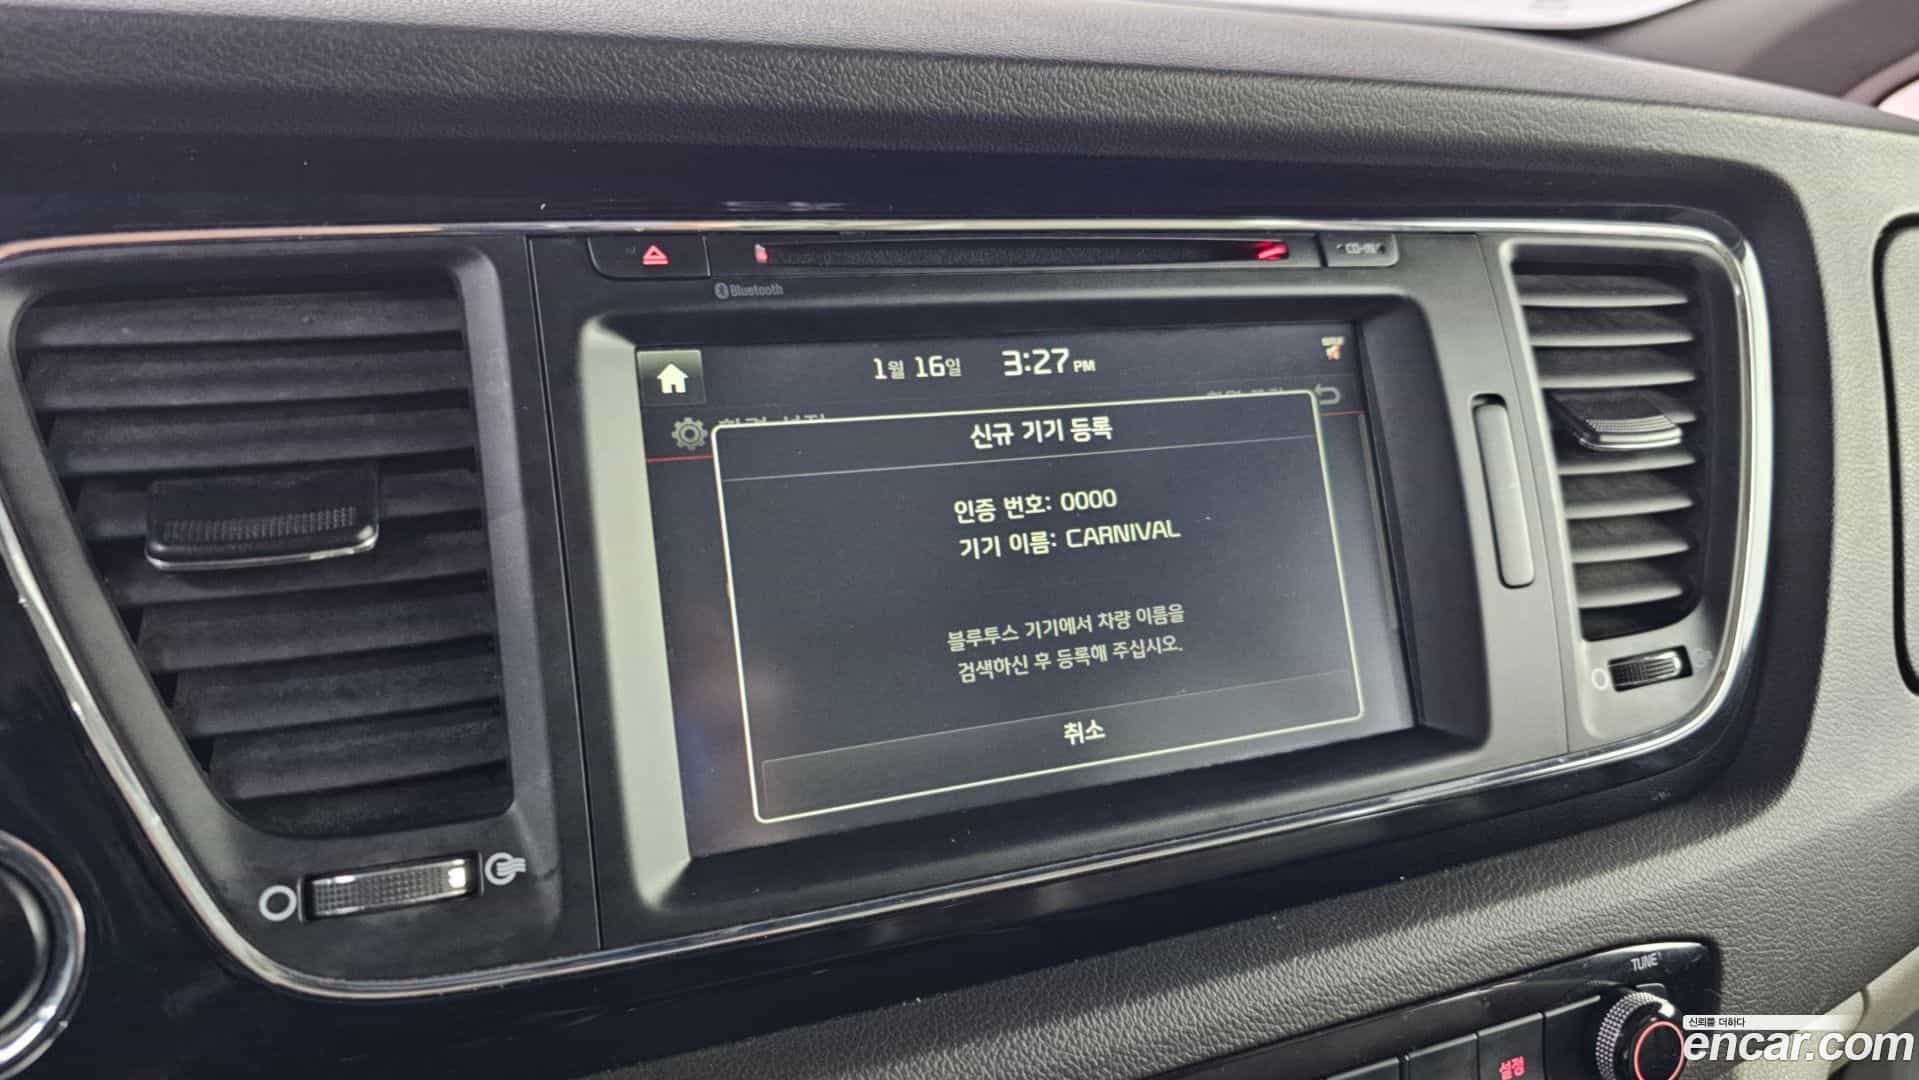 Bluetooth
1월 16일 3:27 PM
신규 기기 등록
인증 번호: 0000
기기 이름: CARNIVAL
블루투스 기기에서 차량 이름을
검색하신 후 등록해 주십시오.
취소
TUNE
설정
신뢰를 더하다
encar.com